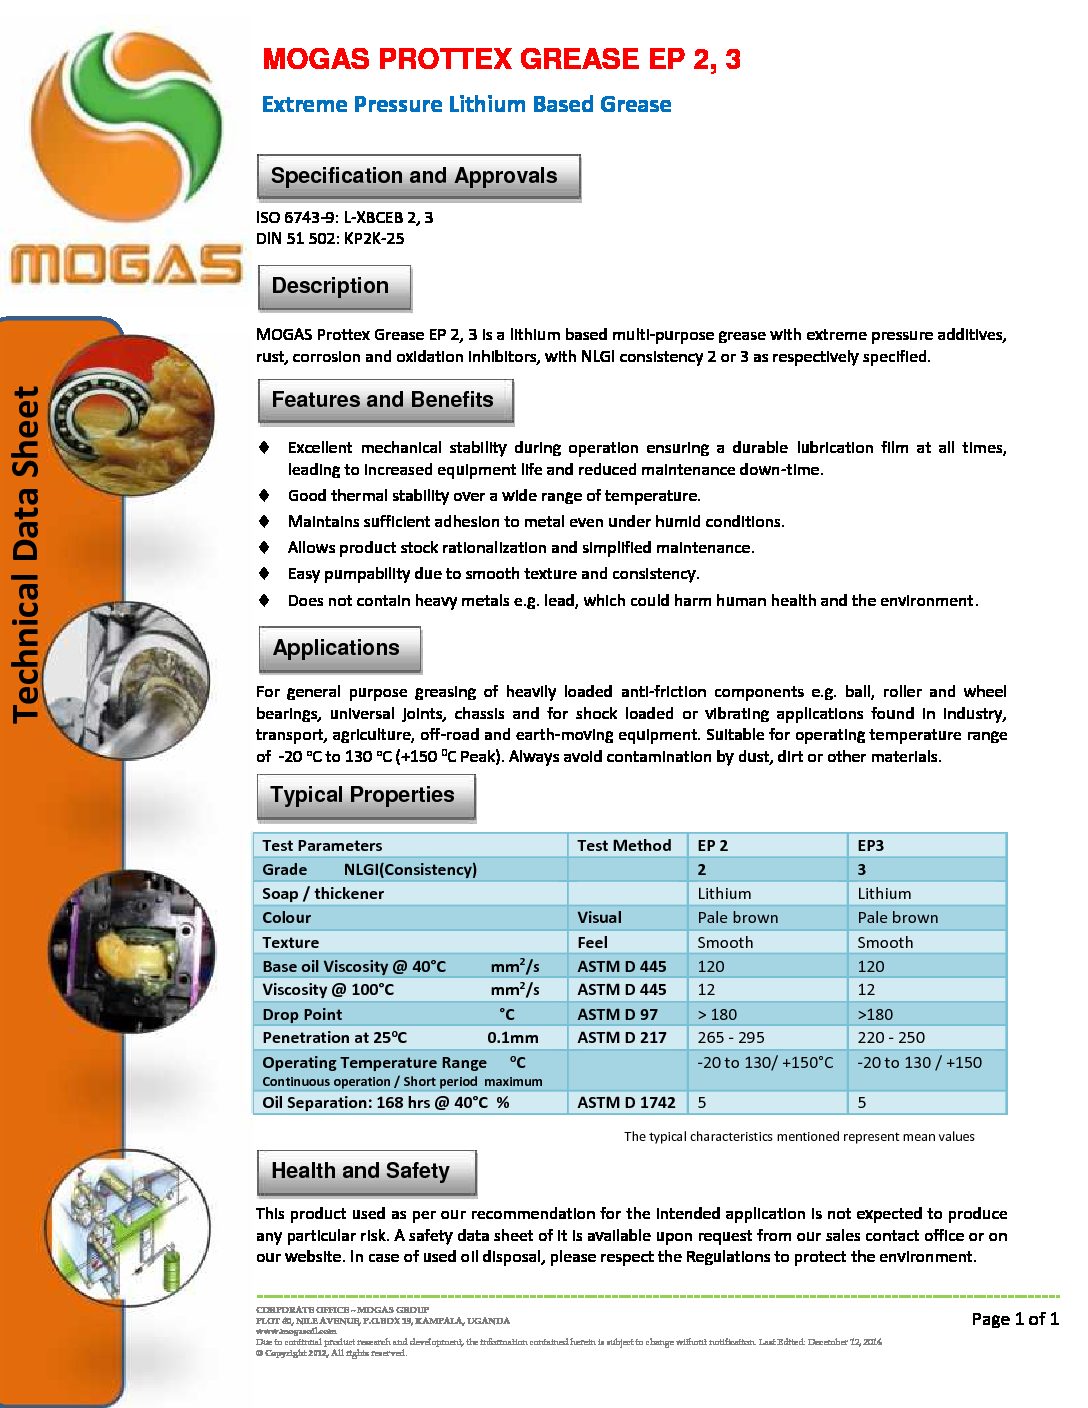 MOGAS
MOGAS PROTTEX GREASE EP 2, 3
Extreme Pressure Lithium Based Grease
Technical Data Sheet
Specification and Approvals
ISO 6743-9: L-XBCEB 2, 3
DIN 51 502: KP2K-25
Description
MOGAS Prottex Grease EP 2, 3 is a lithium based multi-purpose grease with extreme pressure additives,
rust, corrosion and oxidation inhibitors, with NLGI consistency 2 or 3 as respectively specified.
Features and Benefits
♦ Excellent mechanical stability during operation ensuring a durable lubrication film at all times,
leading to increased equipment life and reduced maintenance down-time.
♦ Good thermal stability over a wide range of temperature.
♦ Maintains sufficient adhesion to metal even under humid conditions.
♦ Allows product stock rationalization and simplified maintenance.
♦ Easy pumpability due to smooth texture and consistency.
♦ Does not contain heavy metals e.g. lead, which could harm human health and the environment.
Applications
For general purpose greasing of heavily loaded anti-friction components e.g. ball, roller and wheel
bearings, universal joints, chassis and for shock loaded or vibrating applications found in industry,
transport, agriculture, off-road and earth-moving equipment. Suitable for operating temperature range
of -20 °C to 130 °C (+150 ⁰C Peak). Always avoid contamination by dust, dirt or other materials.
Typical Properties
Test Parameters Test Method EP 2 EP3
Grade NLGI(Consistency) 2 3
Soap / thickener Lithium Lithium
Colour Visual Pale brown Pale brown
Texture Feel Smooth Smooth
Base oil Viscosity @ 40°C mm²/s ASTM D 445 120 120
Viscosity @ 100°C mm²/s ASTM D 445 12 12
Drop Point °C ASTM D 97 > 180 >180
Penetration at 25⁰C 0.1mm ASTM D 217 265 - 295 220 - 250
Operating Temperature Range ⁰C -20 to 130/ +150°C -20 to 130 / +150
Continuous operation / Short period maximum
Oil Separation: 168 hrs @ 40°C % ASTM D 1742 5 5
The typical characteristics mentioned represent mean values
Health and Safety
This product used as per our recommendation for the intended application is not expected to produce
any particular risk. A safety data sheet of it is available upon request from our sales contact office or on
our website. In case of used oil disposal, please respect the Regulations to protect the environment.
CORPORATE OFFICE – MOGAS GROUP
NILE AVENUE, P.O.BOX KAMPALA, UGANDA
www.mogasoil.com
Due to continual product research and development, the information contained herein is subject to change without notification. Last Edited: December 12, 2014
© Copyright 2012, All rights reserved.
Page 1 of 1